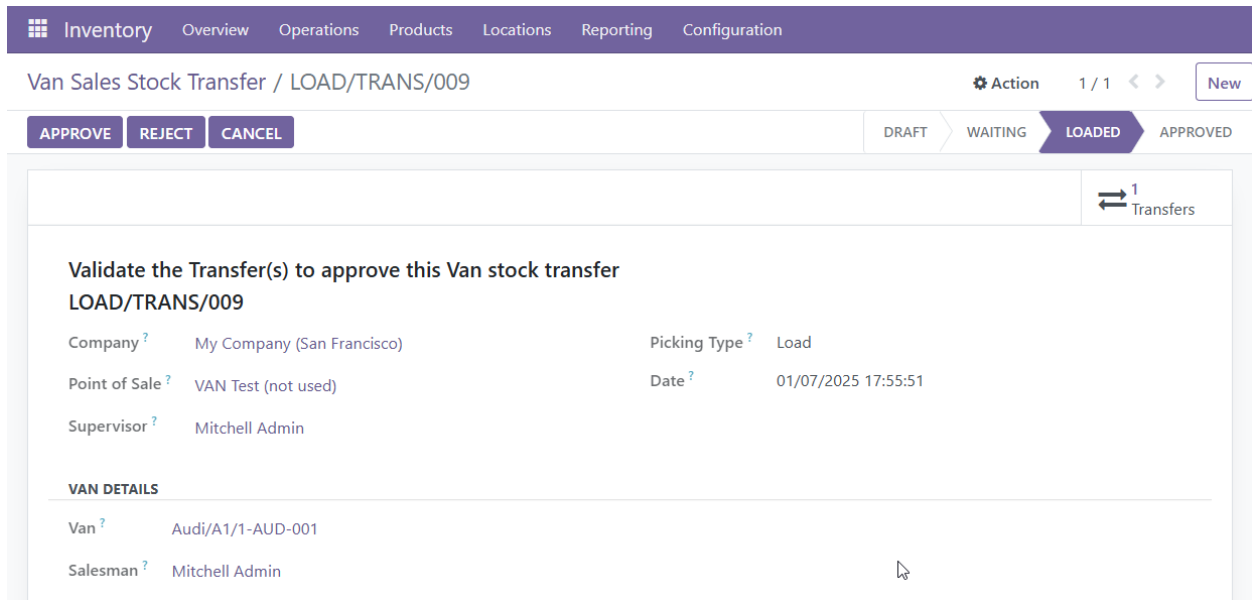 Inventory Overview Operations Products Locations Reporting Configuration
Van Sales Stock Transfer / LOAD/TRANS/009 Action 1 / 1 New
APPROVE REJECT CANCEL DRAFT WAITING LOADED APPROVED
1
Transfers
Validate the Transfer(s) to approve this Van stock transfer
LOAD/TRANS/009
Company ? My Company (San Francisco) Picking Type ? Load
Point of Sale ? VAN Test (not used) Date ? 01/07/2025 17:55:51
Supervisor ? Mitchell Admin
VAN DETAILS
Van ? Audi/A1/1-AUD-001
Salesman ? Mitchell Admin